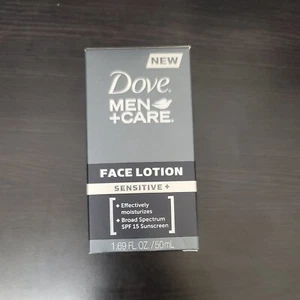 NEW
Dove
MEN
+CARE
FACE LOTION
SENSITIVE +
• Effectively
moisturizes
• Broad Spectrum
SPF 15 Sunscreen
1.69 FL OZ / 50mL